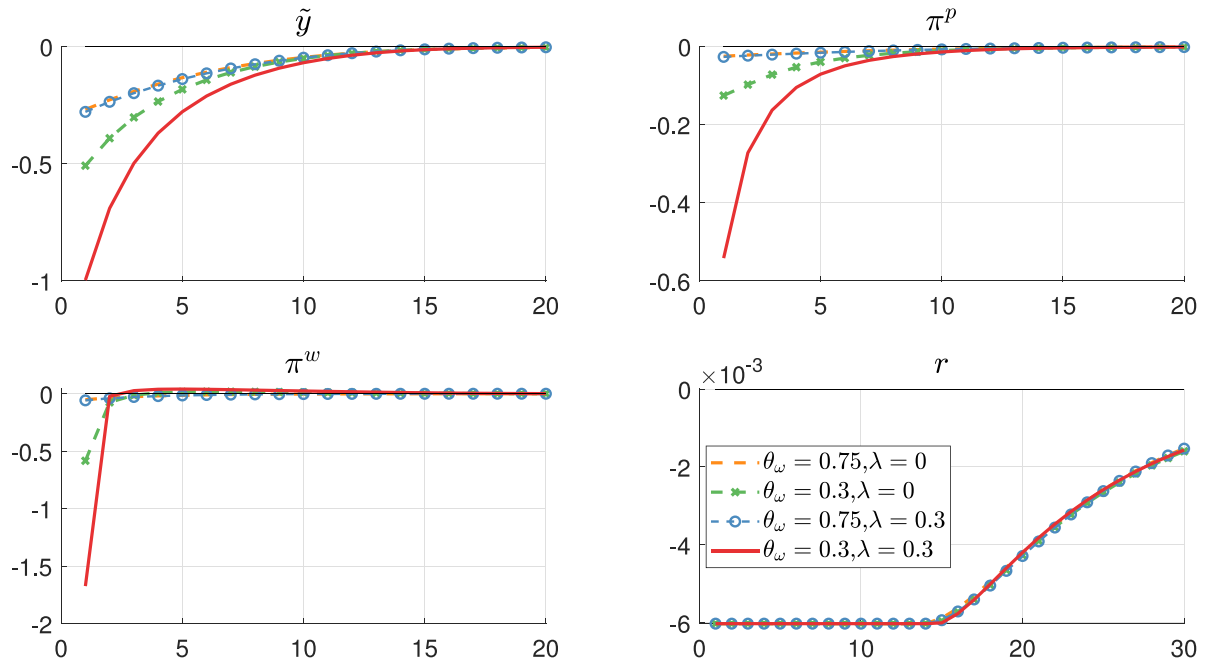 ỹ
0
-0.5
-1
0 5 10 15 20
π^p
0
-0.2
-0.4
-0.6
0 5 10 15 20
π^w
0
-0.5
-1
-1.5
-2
0 5 10 15 20
r
×10^-3
0
-2
-4
-6
10 20 30
θ_ω = 0.75,λ = 0
θ_ω = 0.3,λ = 0
θ_ω = 0.75,λ = 0.3
θ_ω = 0.3,λ = 0.3